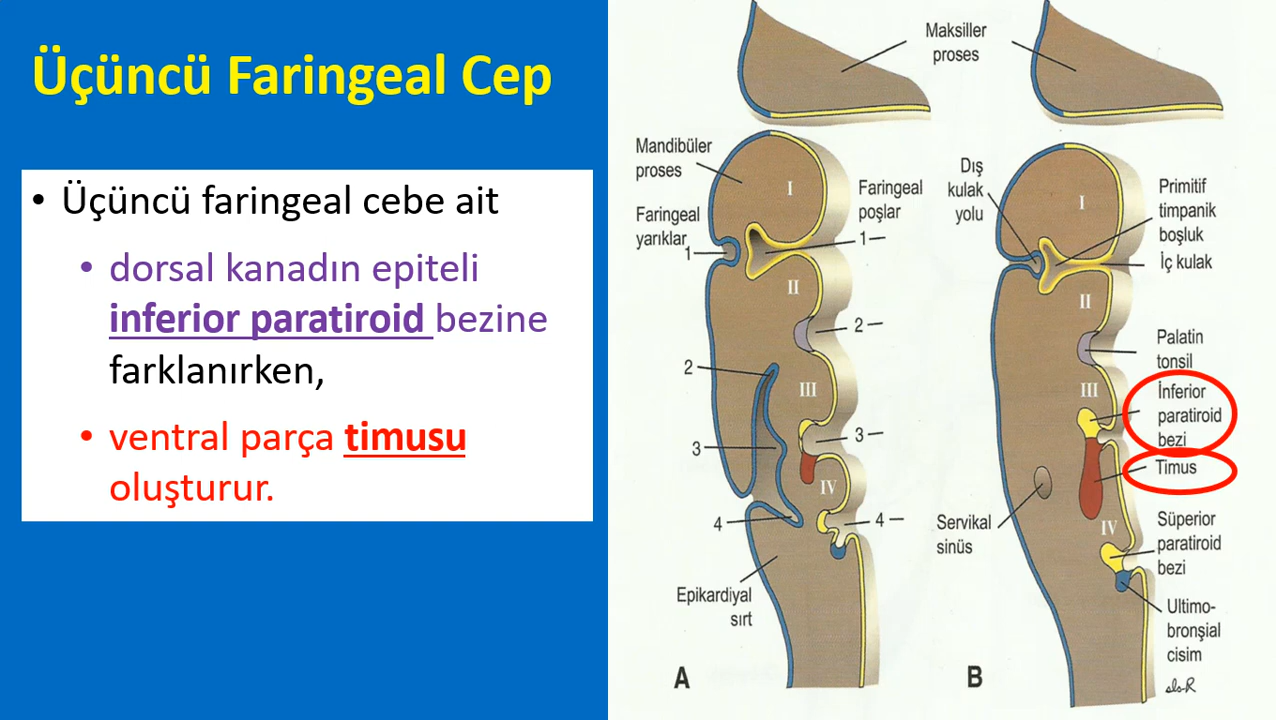 Üçüncü Faringeal Cep
• Üçüncü faringeal cebe ait
• dorsal kanadın epiteli
inferior paratiroid bezine
farklanırken,
• ventral parça timusu
oluşturur.
Maksiller
proses
Mandibüler
proses
Faringeal
yarıklar
1
Faringeal
poşlar
1
I
II
2
2
III
3
3
IV
4
4
Epikardiyal
sırt
A
Dış
kulak
yolu
I
Primitif
timpanik
boşluk
İç kulak
II
Palatin
tonsil
III
İnferior
paratiroid
bezi
Timus
Servikal
sinüs
IV
Süperior
paratiroid
bezi
Ultimo-
bronşial
cisim
B